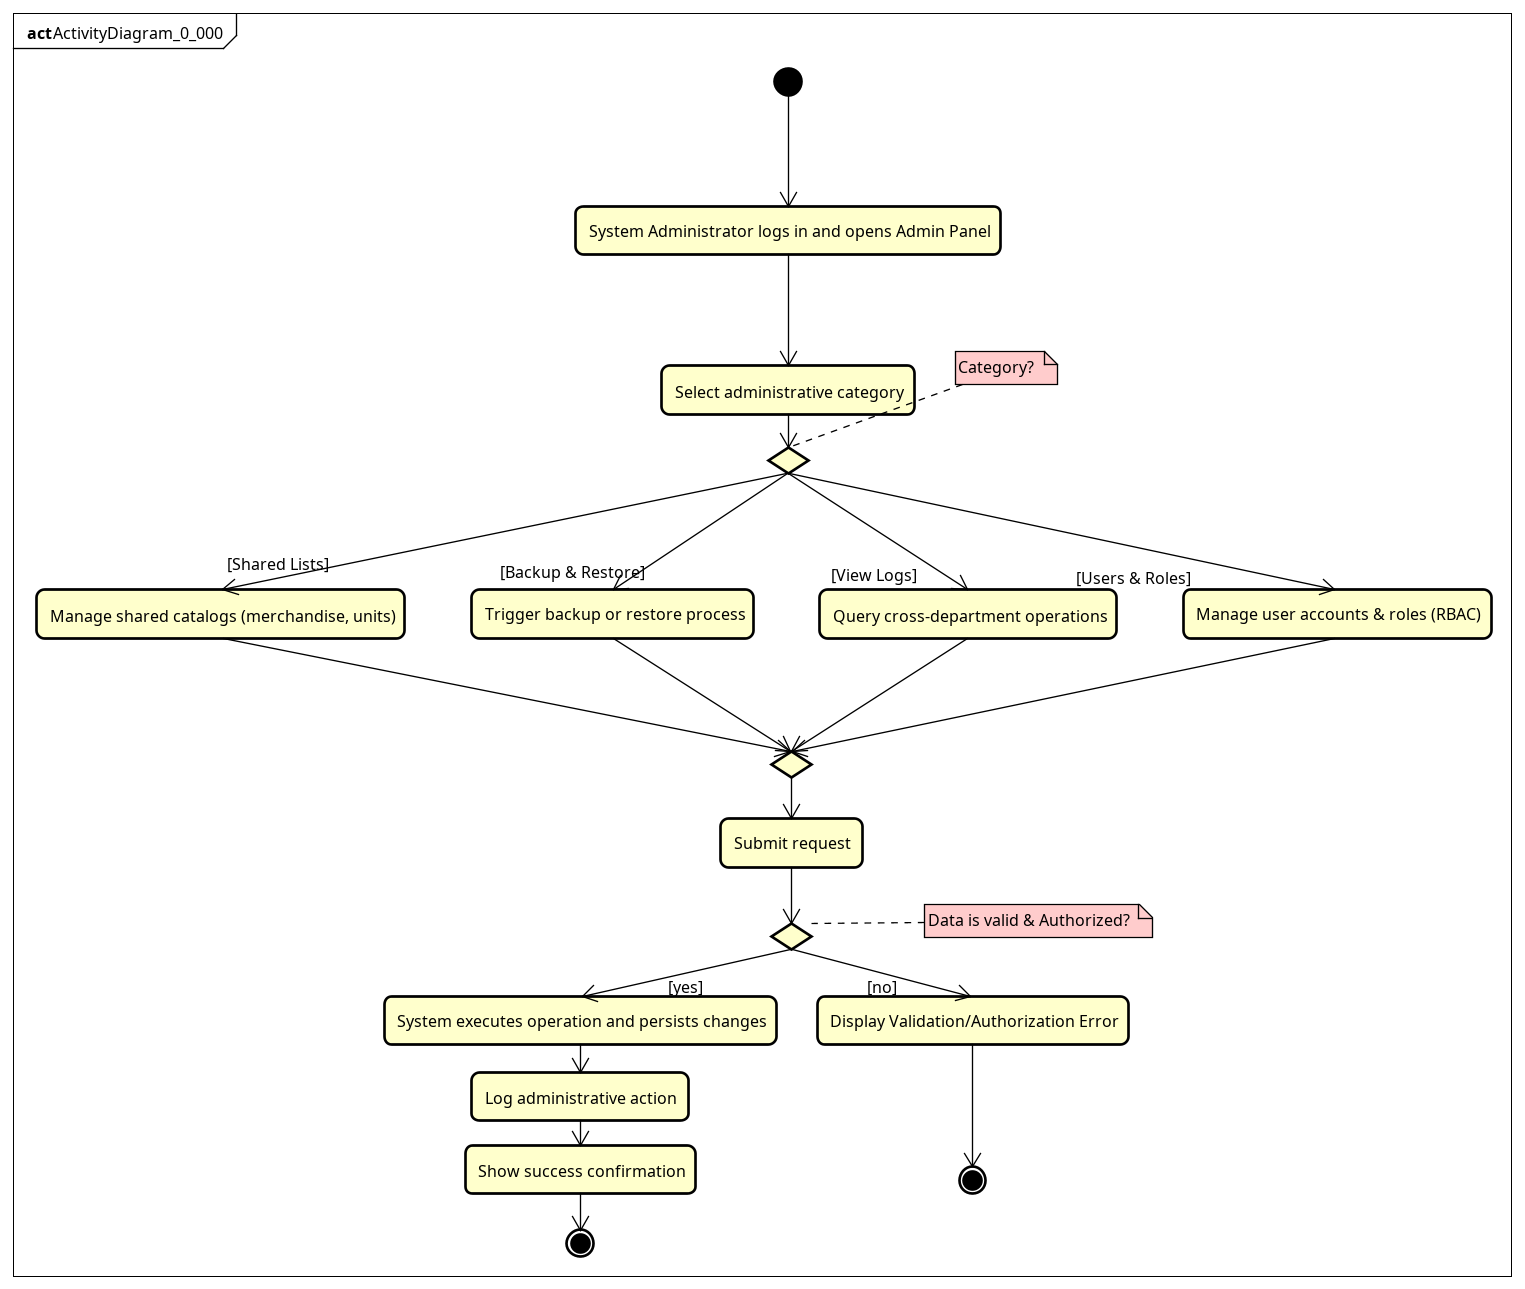 actActivityDiagram_0_000
System Administrator logs in and opens Admin Panel
Category?
Select administrative category
[Shared Lists]
[Backup & Restore]
[View Logs]
[Users & Roles]
Manage shared catalogs (merchandise, units)
Trigger backup or restore process
Query cross-department operations
Manage user accounts & roles (RBAC)
Submit request
Data is valid & Authorized?
[yes]
[no]
System executes operation and persists changes
Display Validation/Authorization Error
Log administrative action
Show success confirmation